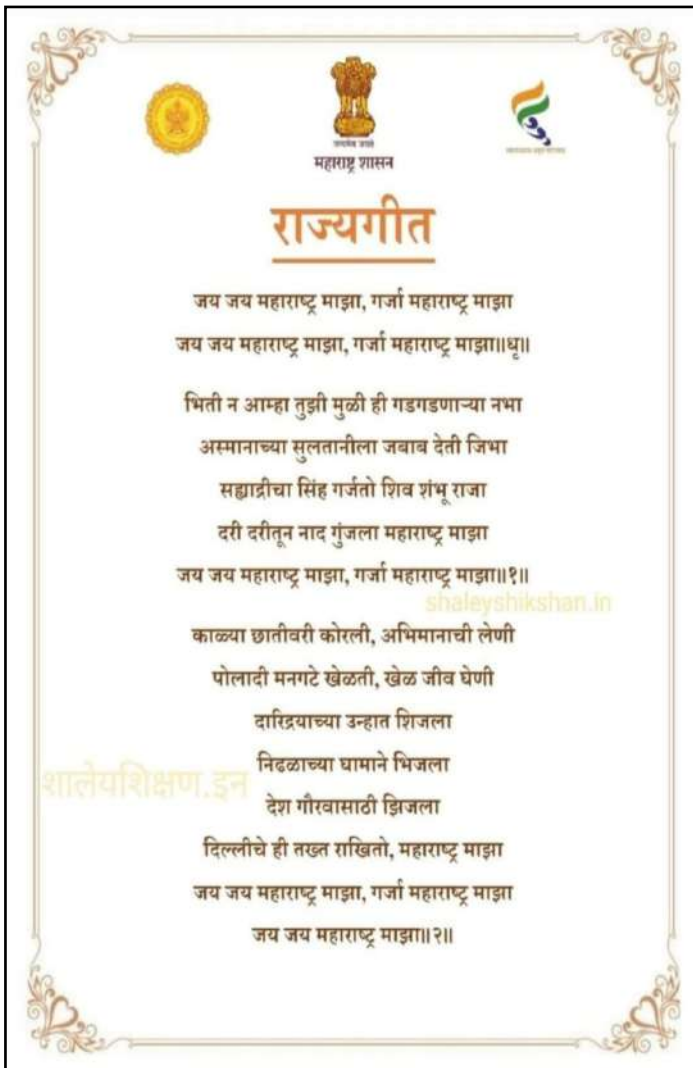 महाराष्ट्र शासन
राज्यगीत
जय जय महाराष्ट्र माझा, गर्जा महाराष्ट्र माझा
जय जय महाराष्ट्र माझा, गर्जा महाराष्ट्र माझा॥धृ॥
भिती न आम्हा तुझी मुळी ही गडगडणाऱ्या नभा
अस्मानाच्या सुलतानीला जबाब देती जिभा
सह्याद्रीचा सिंह गर्जतो शिव शंभू राजा
दरी दरीतून नाद गुंजला महाराष्ट्र माझा
जय जय महाराष्ट्र माझा, गर्जा महाराष्ट्र माझा॥१॥
shaleyshikshan.in
काळ्या छातीवरी कोरली, अभिमानाची लेणी
पोलादी मनगटे खेळती, खेळ जीव घेणी
दारिद्रयाच्या उन्हात शिजला
निढळाच्या घामाने भिजला
शालेयशिक्षण.इन
देश गौरवासाठी झिजला
दिल्लीचे ही तख्त राखितो, महाराष्ट्र माझा
जय जय महाराष्ट्र माझा, गर्जा महाराष्ट्र माझा
जय जय महाराष्ट्र माझा॥२॥